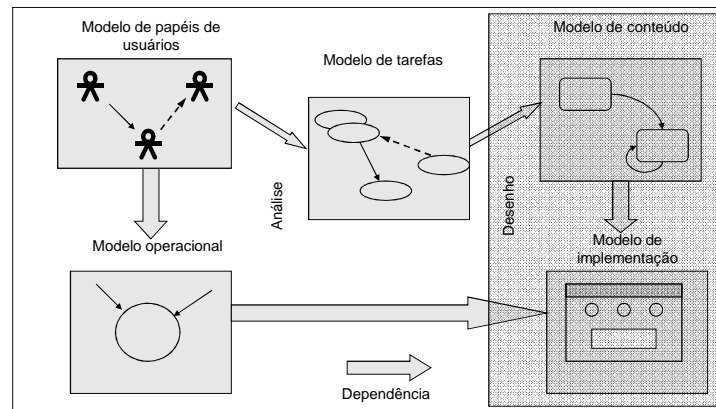 Modelo de papéis de
usuários
Modelo de tarefas
Modelo de conteúdo
Análise
Desenho
Modelo operacional
Modelo de
implementação
Dependência